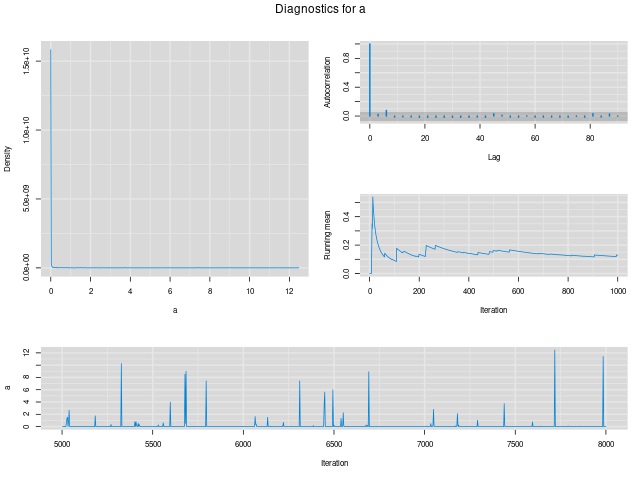 Diagnostics for a
Density
0.0e+00 5.0e+09 1.0e+10 1.5e+10
0 2 4 6 8 10 12
a
Autocorrelation
0.0 0.4 0.8
0 20 40 60 80
Lag
Running mean
0.0 0.2 0.4
0 200 400 600 800 1000
Iteration
a
0 2 4 6 8 12
5000 5500 6000 6500 7000 7500 8000
Iteration